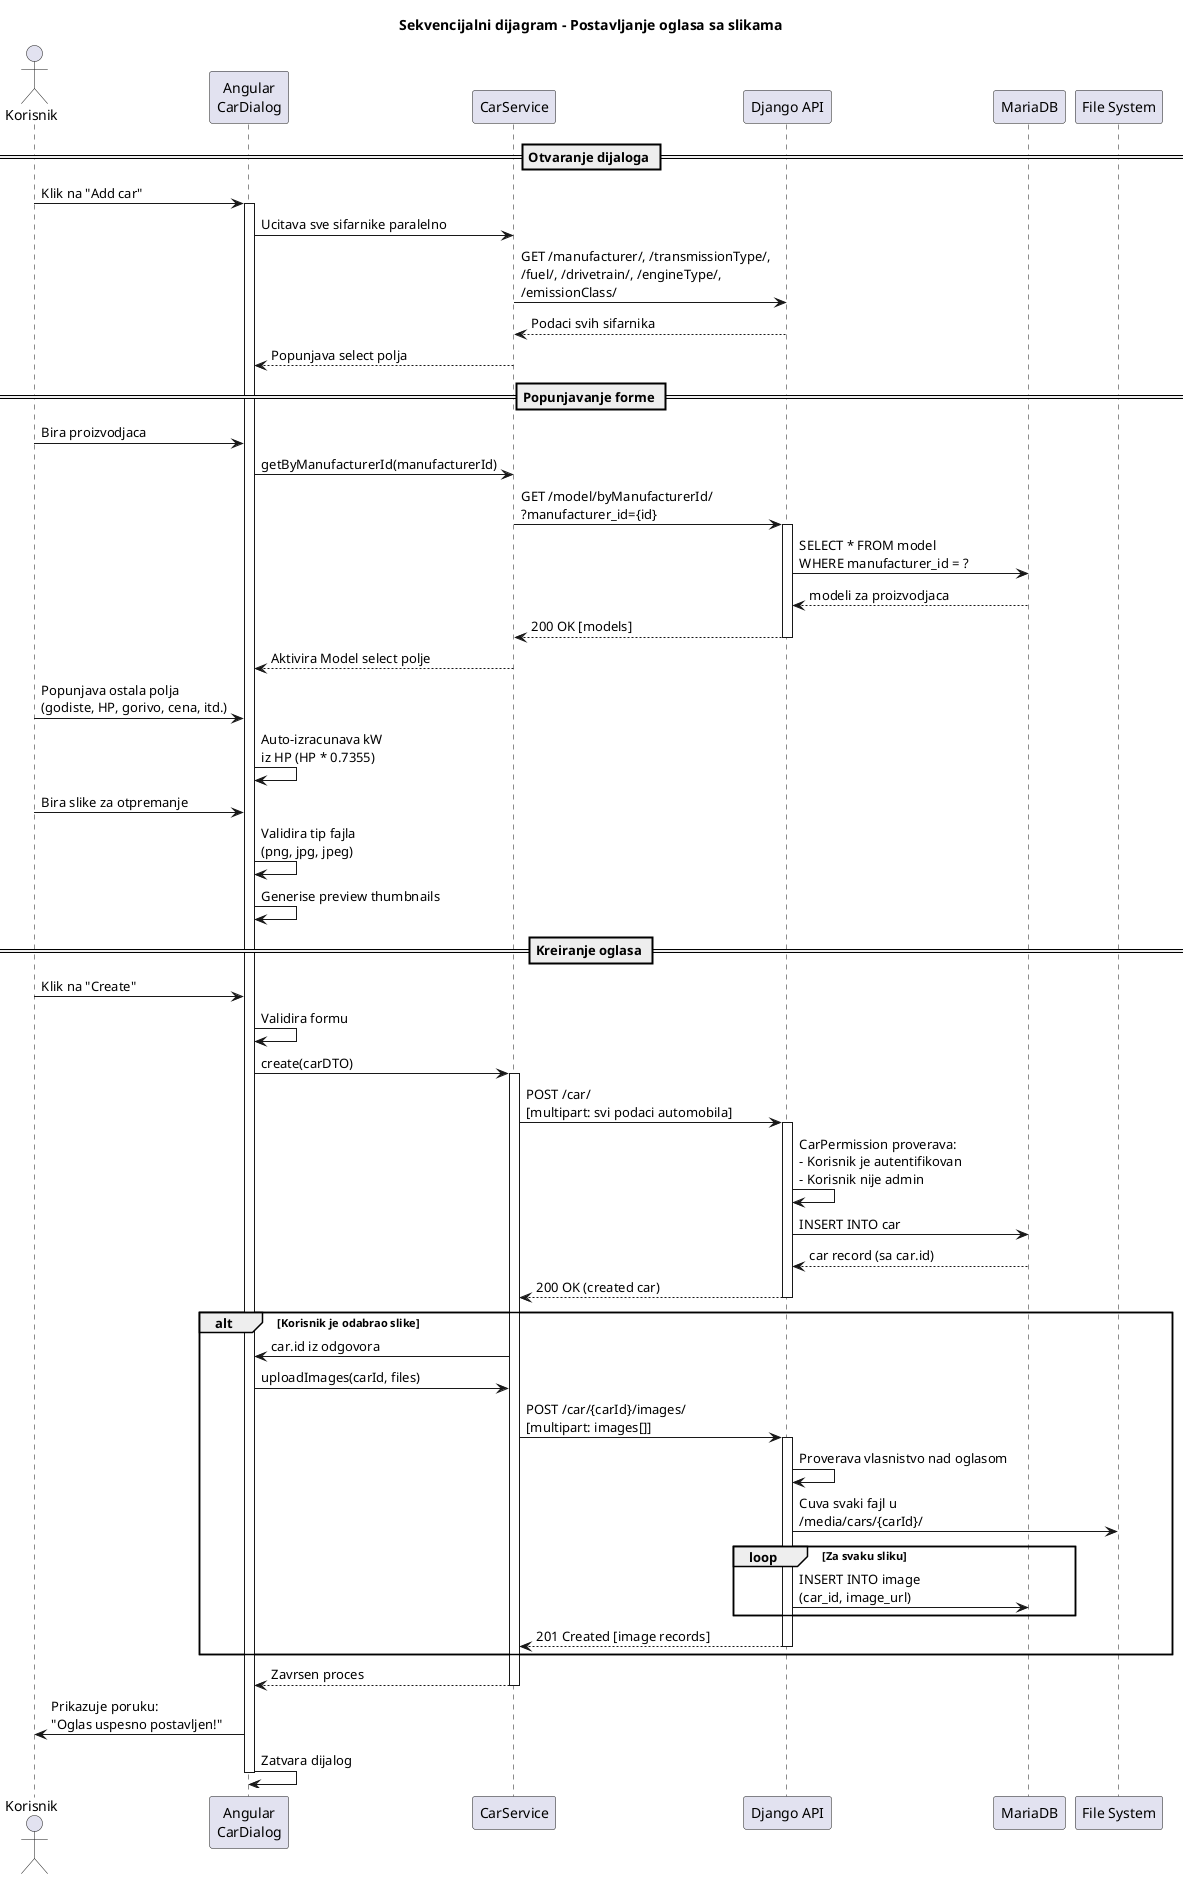 Sekvencijalni dijagram - Postavljanje oglasa sa slikama
Korisnik
Angular
CarDialog
CarService
Django API
MariaDB
File System
Otvaranje dijaloga
Klik na "Add car"
Ucitava sve sifarnike paralelno
GET /manufacturer/, /transmissionType/,
/fuel/, /drivetrain/, /engineType/,
/emissionClass/
Podaci svih sifarnika
Popunjava select polja
Popunjavanje forme
Bira proizvodjaca
getByManufacturerId(manufacturerId)
GET /model/byManufacturerId/
?manufacturer_id={id}
SELECT * FROM model
WHERE manufacturer_id = ?
modeli za proizvodjaca
200 OK [models]
Aktivira Model select polje
Popunjava ostala polja
(godiste, HP, gorivo, cena, itd.)
Auto-izracunava kW
iz HP (HP * 0.7355)
Bira slike za otpremanje
Validira tip fajla
(png, jpg, jpeg)
Generise preview thumbnails
Kreiranje oglasa
Klik na "Create"
Validira formu
create(carDTO)
POST /car/
[multipart: svi podaci automobila]
CarPermission proverava:
- Korisnik je autentifikovan
- Korisnik nije admin
INSERT INTO car
car record (sa car.id)
200 OK (created car)
alt [Korisnik je odabrao slike]
car.id iz odgovora
uploadImages(carId, files)
POST /car/{carId}/images/
[multipart: images[]]
Proverava vlasnistvo nad oglasom
Cuva svaki fajl u
/media/cars/{carId}/
loop [Za svaku sliku]
INSERT INTO image
(car_id, image_url)
201 Created [image records]
Zavrsen proces
Prikazuje poruku:
"Oglas uspesno postavljen!"
Zatvara dijalog
Korisnik
Angular
CarDialog
CarService
Django API
MariaDB
File System